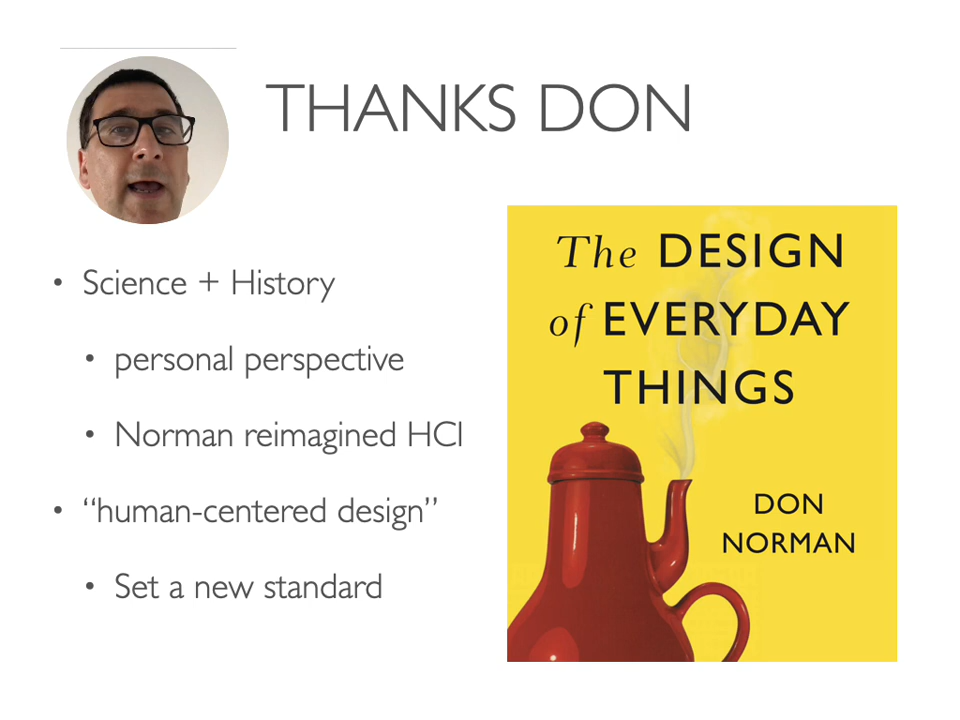 THANKS DON
• Science + History
• personal perspective
• Norman reimagined HCI
• “human-centered design”
• Set a new standard
The DESIGN
of EVERYDAY
THINGS
DON
NORMAN